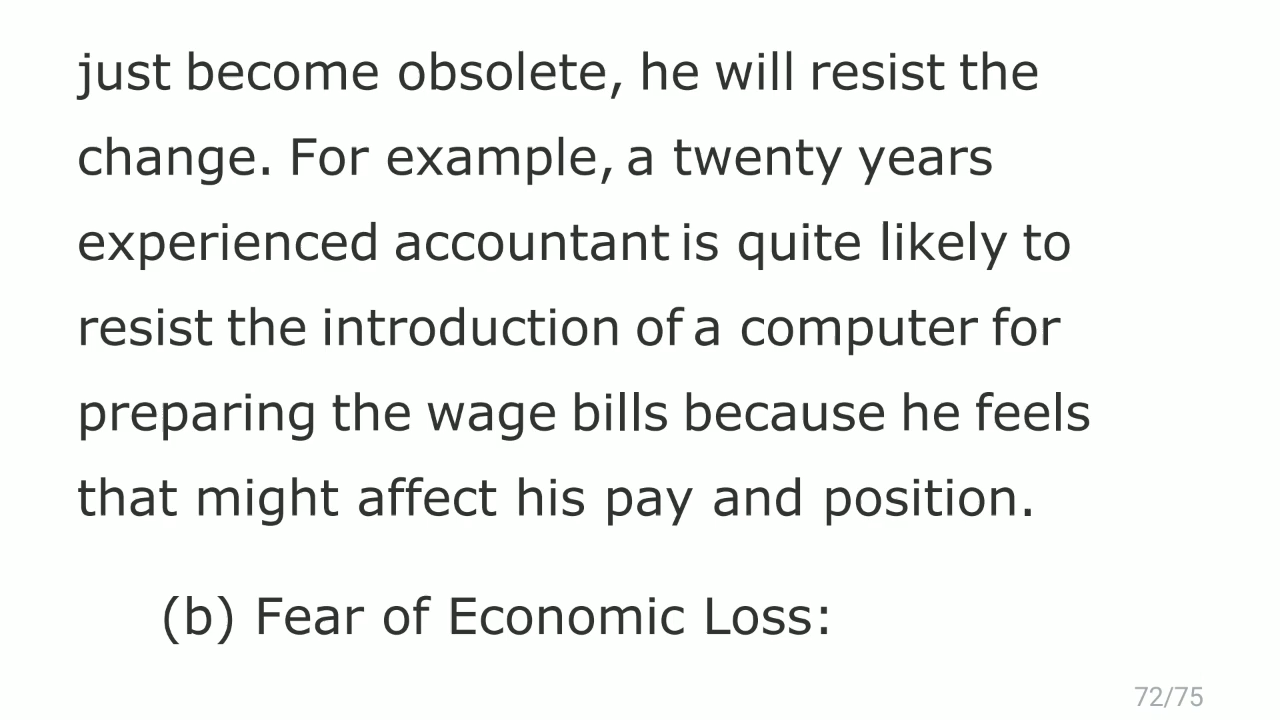 just become obsolete, he will resist the
change. For example, a twenty years
experienced accountant is quite likely to
resist the introduction of a computer for
preparing the wage bills because he feels
that might affect his pay and position.
(b) Fear of Economic Loss:
72/75